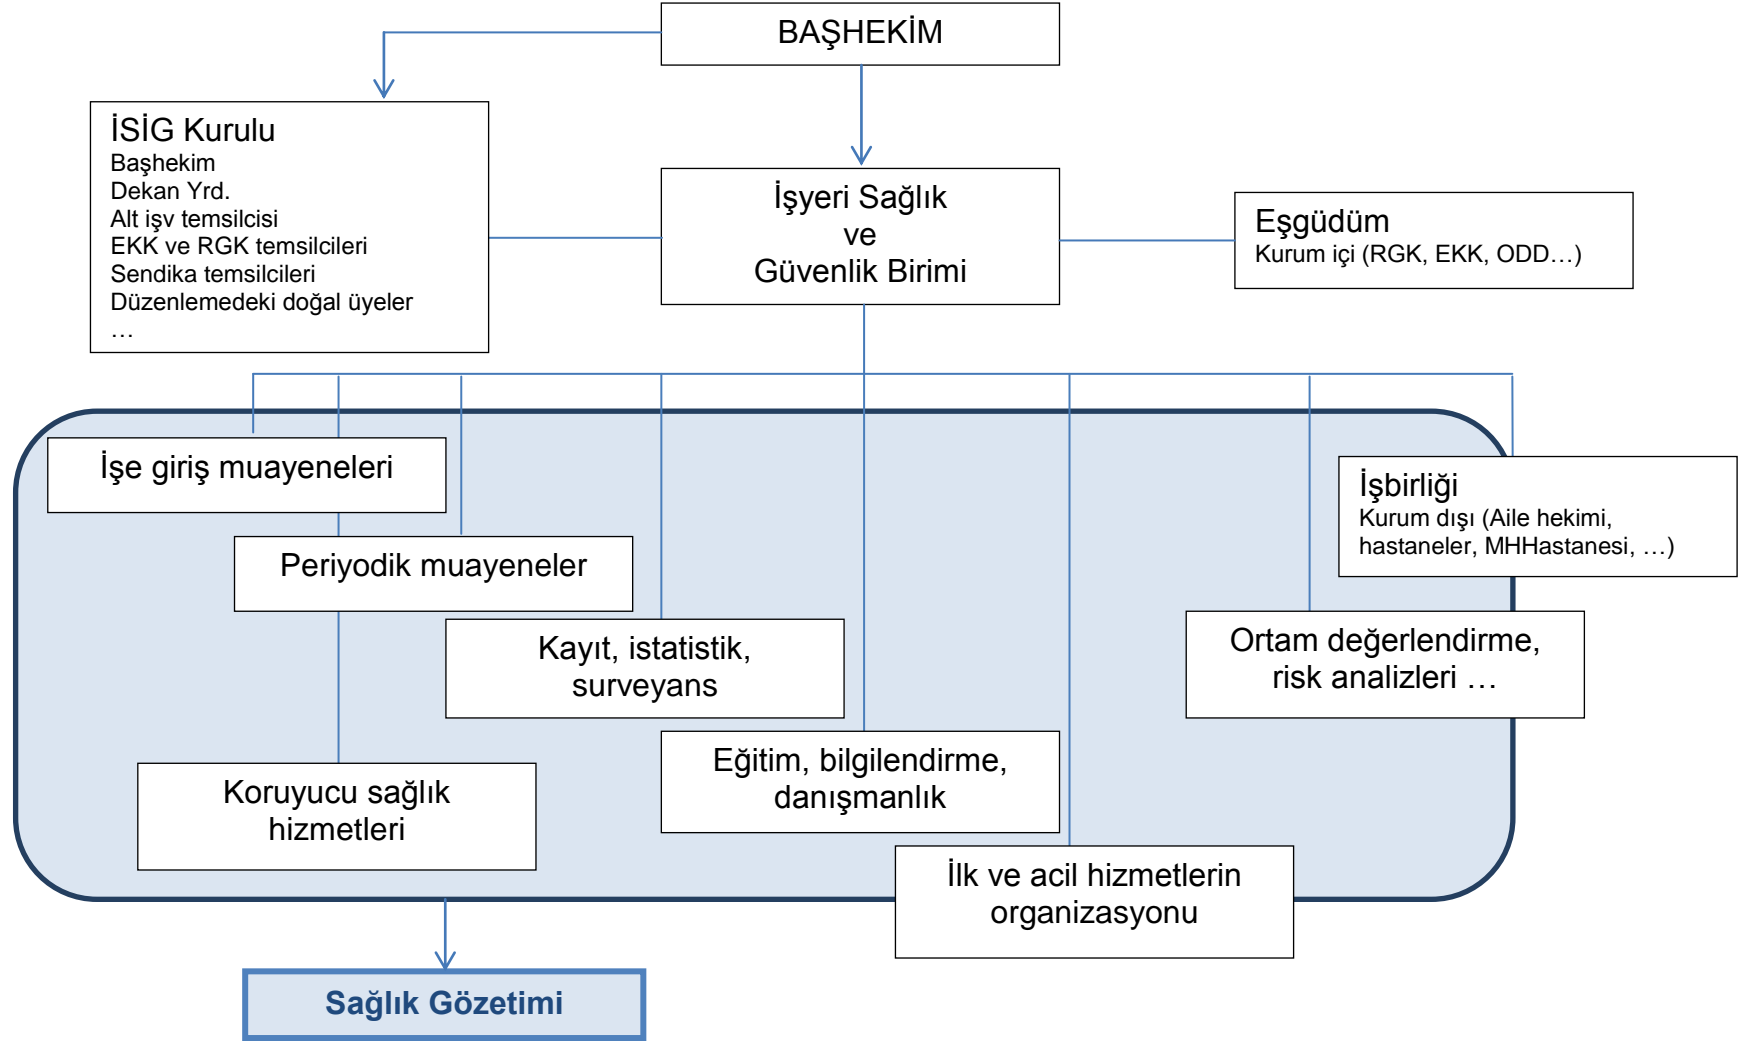 BAŞHEKİM
İSİG Kurulu
Başhekim
Dekan Yrd.
Alt işv temsilcisi
EKK ve RGK temsilcileri
Sendika temsilcileri
Düzenlemedeki doğal üyeler
…
İşyeri Sağlık
ve
Güvenlik Birimi
Eşgüdüm
Kurum içi (RGK, EKK, ODD…)
İşe giriş muayeneleri
İşbirliği
Kurum dışı (Aile hekimi,
hastaneler, MHHastanesi, …)
Periyodik muayeneler
Kayıt, istatistik,
surveyans
Ortam değerlendirme,
risk analizleri …
Eğitim, bilgilendirme,
danışmanlık
Koruyucu sağlık
hizmetleri
İlk ve acil hizmetlerin
organizasyonu
Sağlık Gözetimi